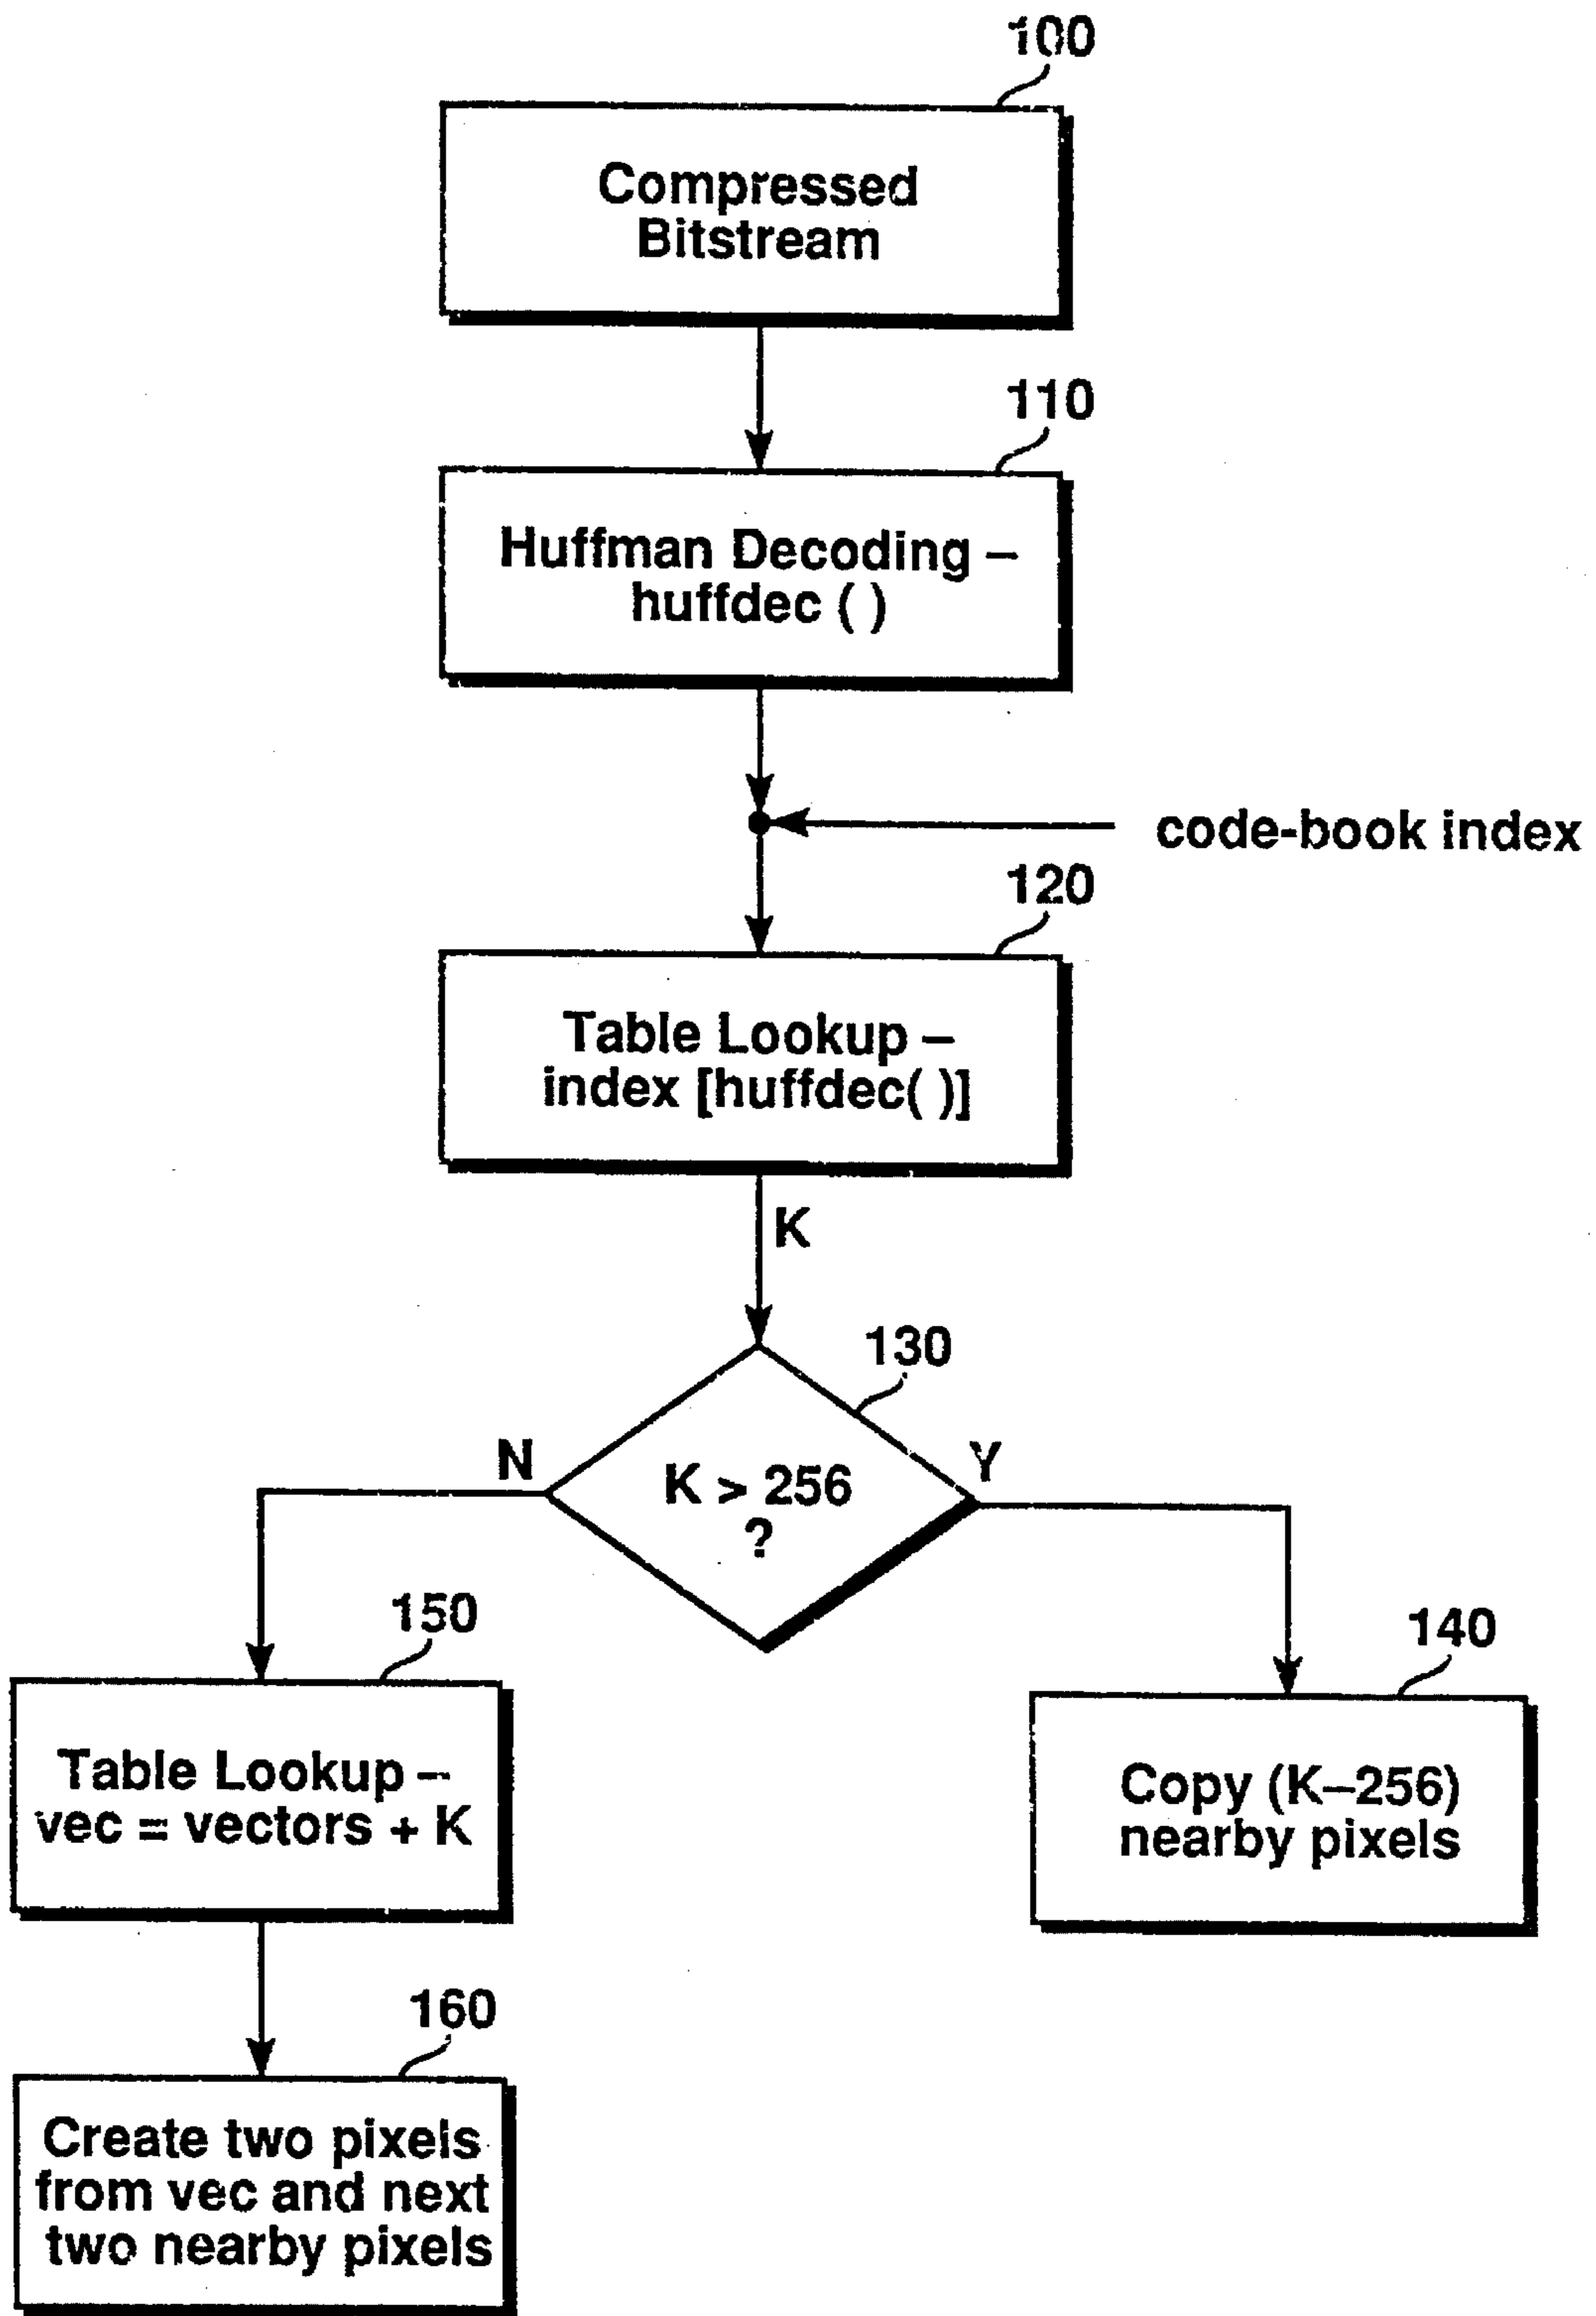 100
Compressed
Bitstream
110
Huffman Decoding –
huffdec ( )
code-book index
120
Table Lookup –
index [huffdec( )]
K
130
N
K > 256
?
Y
150
Table Lookup –
vec = vectors + K
140
Copy (K–256)
nearby pixels
160
Create two pixels
from vec and next
two nearby pixels